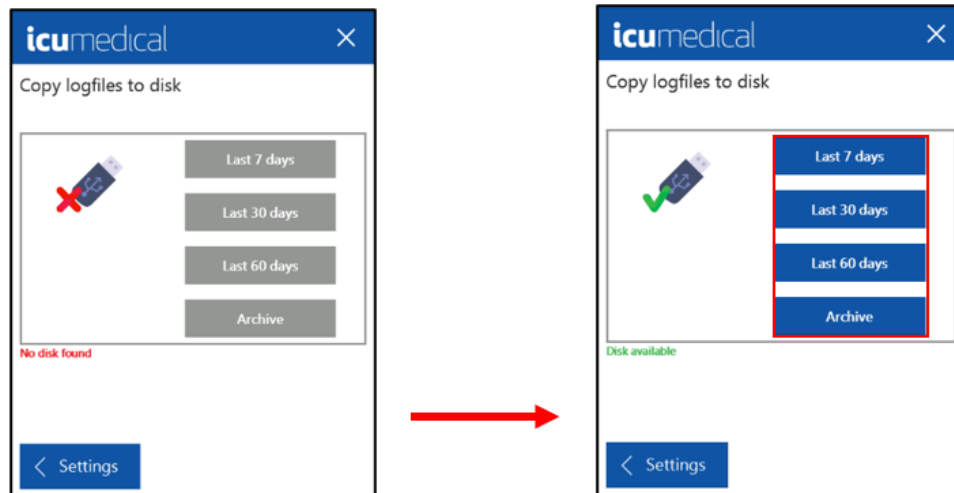 icumedical
Copy logfiles to disk
Last 7 days
Last 30 days
Last 60 days
Archive
No disk found
Settings
icumedical
Copy logfiles to disk
Last 7 days
Last 30 days
Last 60 days
Archive
Disk available
Settings